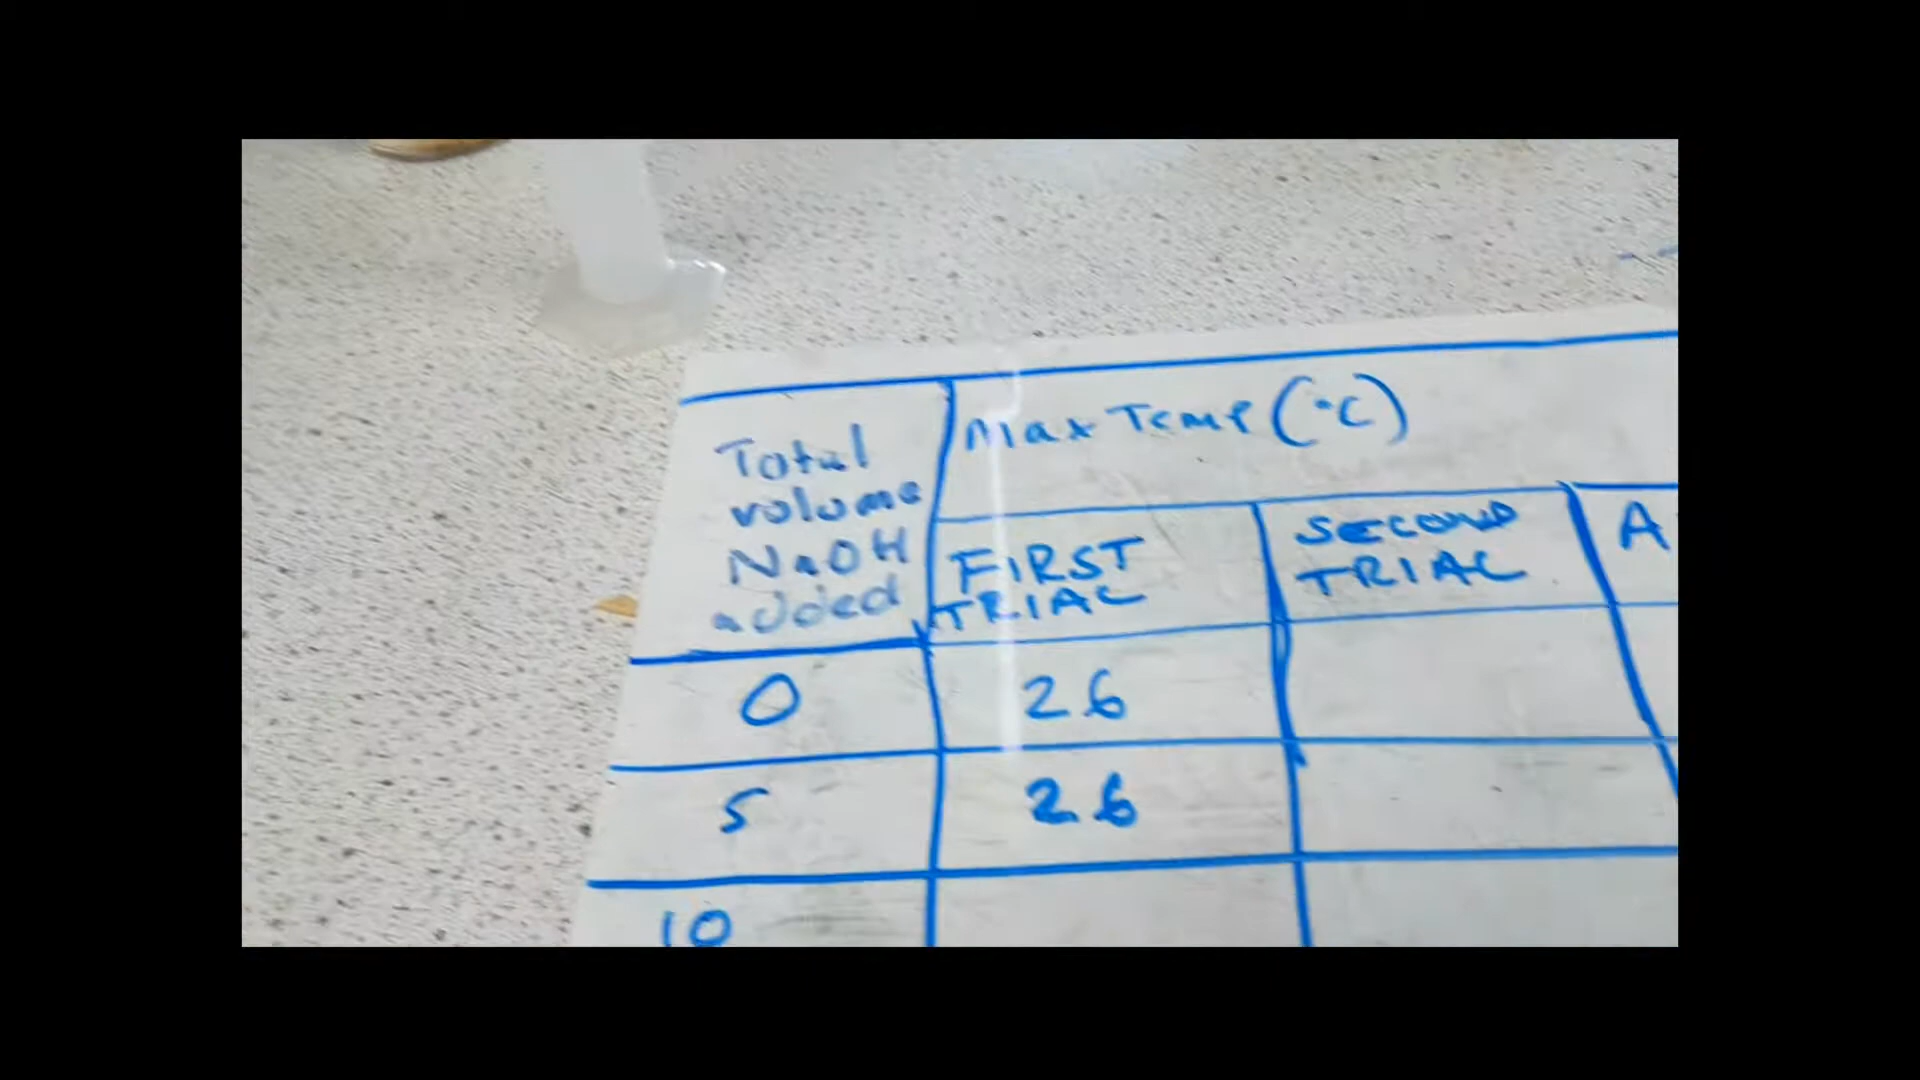 Total
volume
NaOH
added
Max Temp (°C)
FIRST
TRIAL
SECOND
TRIAL
A
0
26
5
26
10